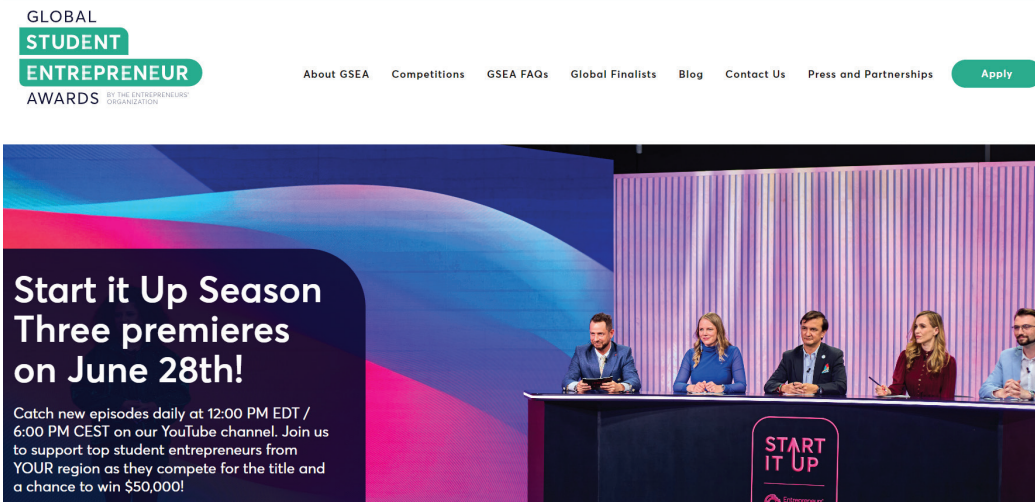 GLOBAL
STUDENT
ENTREPRENEUR
AWARDS
BY THE ENTREPRENEURS'
ORGANIZATION
About GSEA Competitions GSEA FAQs Global Finalists Blog Contact Us Press and Partnerships Apply
Start it Up Season
Three premieres
on June 28th!
Catch new episodes daily at 12:00 PM EDT /
6:00 PM CEST on our YouTube channel. Join us
to support top student entrepreneurs from
YOUR region as they compete for the title and
a chance to win $50,000!
START
IT UP
Entrepreneurs'